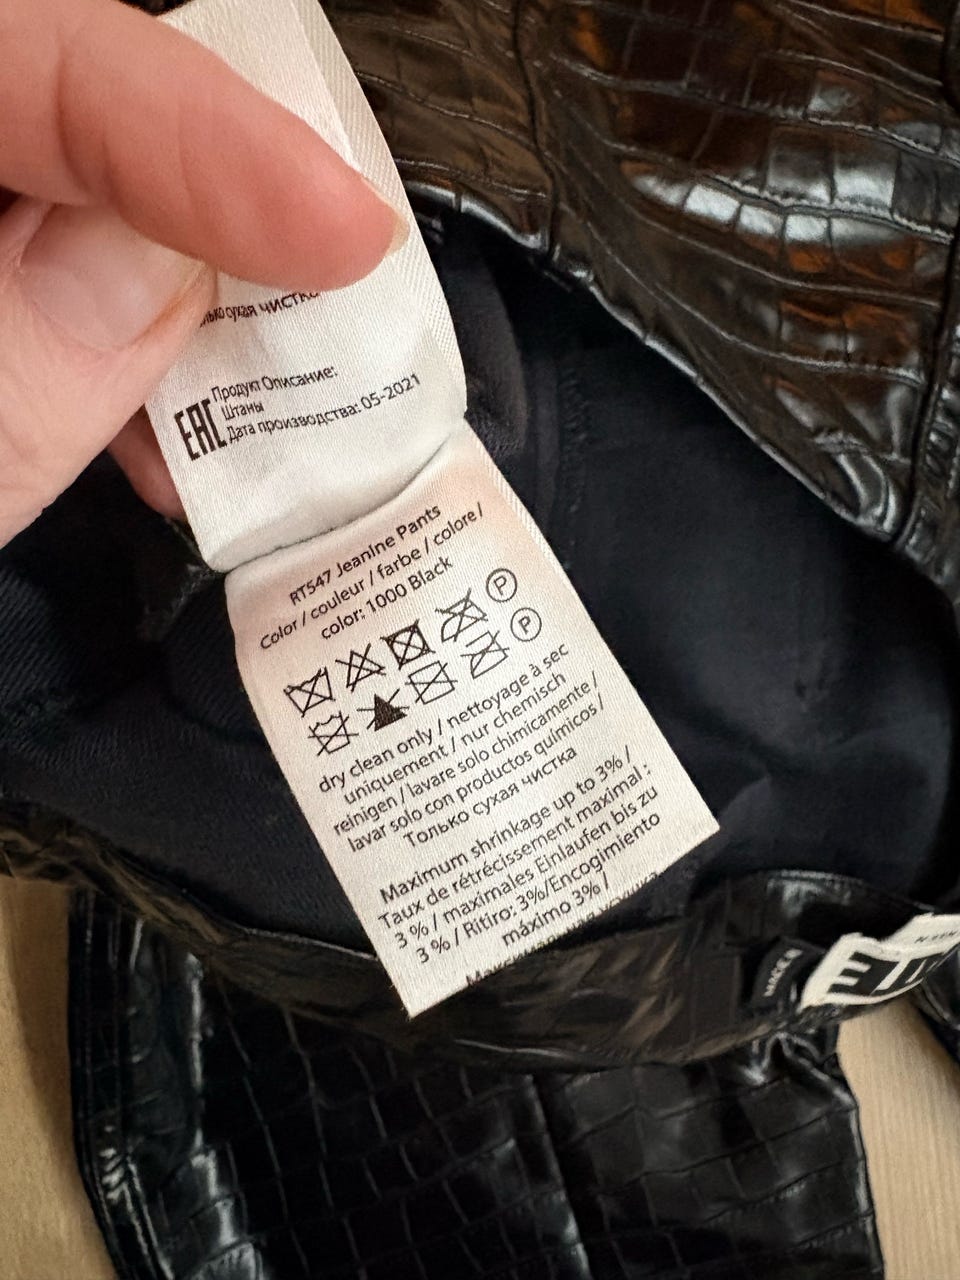 сухая чистка
Продукт Описание:
Штаны
Дата производства: 05-2021
EAC
RT547 Jeanine Pants
Color / couleur / farbe / colore /
color: 1000 Black
P
P
dry clean only / nettoyage à sec
uniquement / nur chemisch
reinigen / lavare solo chimicamente /
lavar solo con productos químicos /
Только сухая чистка
Maximum shrinkage up to 3% /
Taux de rétrécissement maximal :
3 % / maximales Einlaufen bis zu
3 % / Ritiro: 3%/Encogimiento
máximo 3% /